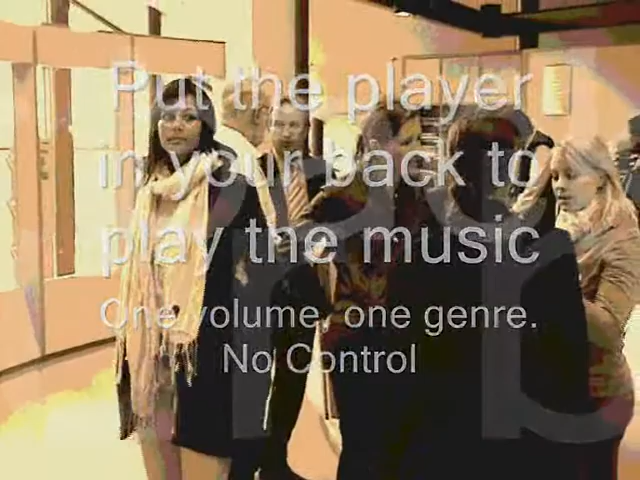 Put the player
in your back to
play the music
One volume, one genre.
No Control